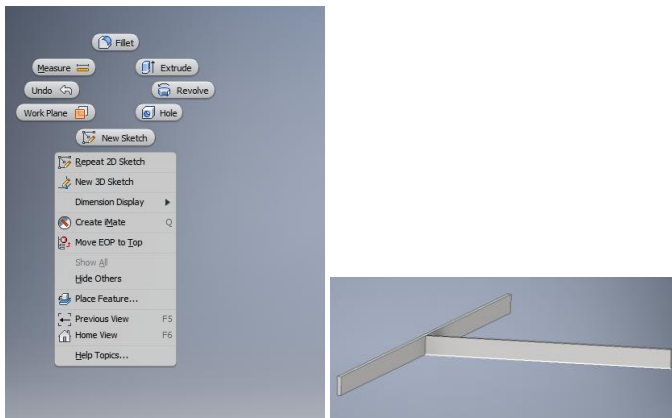 Fillet
Measure
Extrude
Undo
Revolve
Work Plane
Hole
New Sketch
Repeat 2D Sketch
New 3D Sketch
Dimension Display
Create iMate Q
Move EOP to Top
Show All
Hide Others
Place Feature...
Previous View F5
Home View F6
Help Topics...